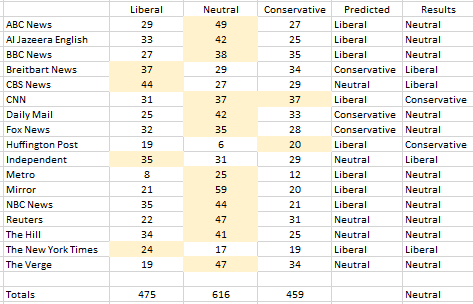 Liberal Neutral Conservative Predicted Results
ABC News 29 49 27 Liberal Neutral
Al Jazeera English 33 42 25 Liberal Neutral
BBC News 27 38 35 Liberal Neutral
Breitbart News 37 29 34 Conservative Liberal
CBS News 44 27 29 Neutral Liberal
CNN 31 37 37 Liberal Conservative
Daily Mail 25 42 33 Conservative Neutral
Fox News 32 35 28 Conservative Neutral
Huffington Post 19 6 20 Liberal Conservative
Independent 35 31 29 Neutral Liberal
Metro 8 25 12 Liberal Neutral
Mirror 21 59 20 Liberal Neutral
NBC News 35 44 21 Liberal Neutral
Reuters 22 47 31 Neutral Neutral
The Hill 34 41 25 Neutral Neutral
The New York Times 24 17 19 Liberal Liberal
The Verge 19 47 34 Neutral Neutral
Totals 475 616 459 Neutral